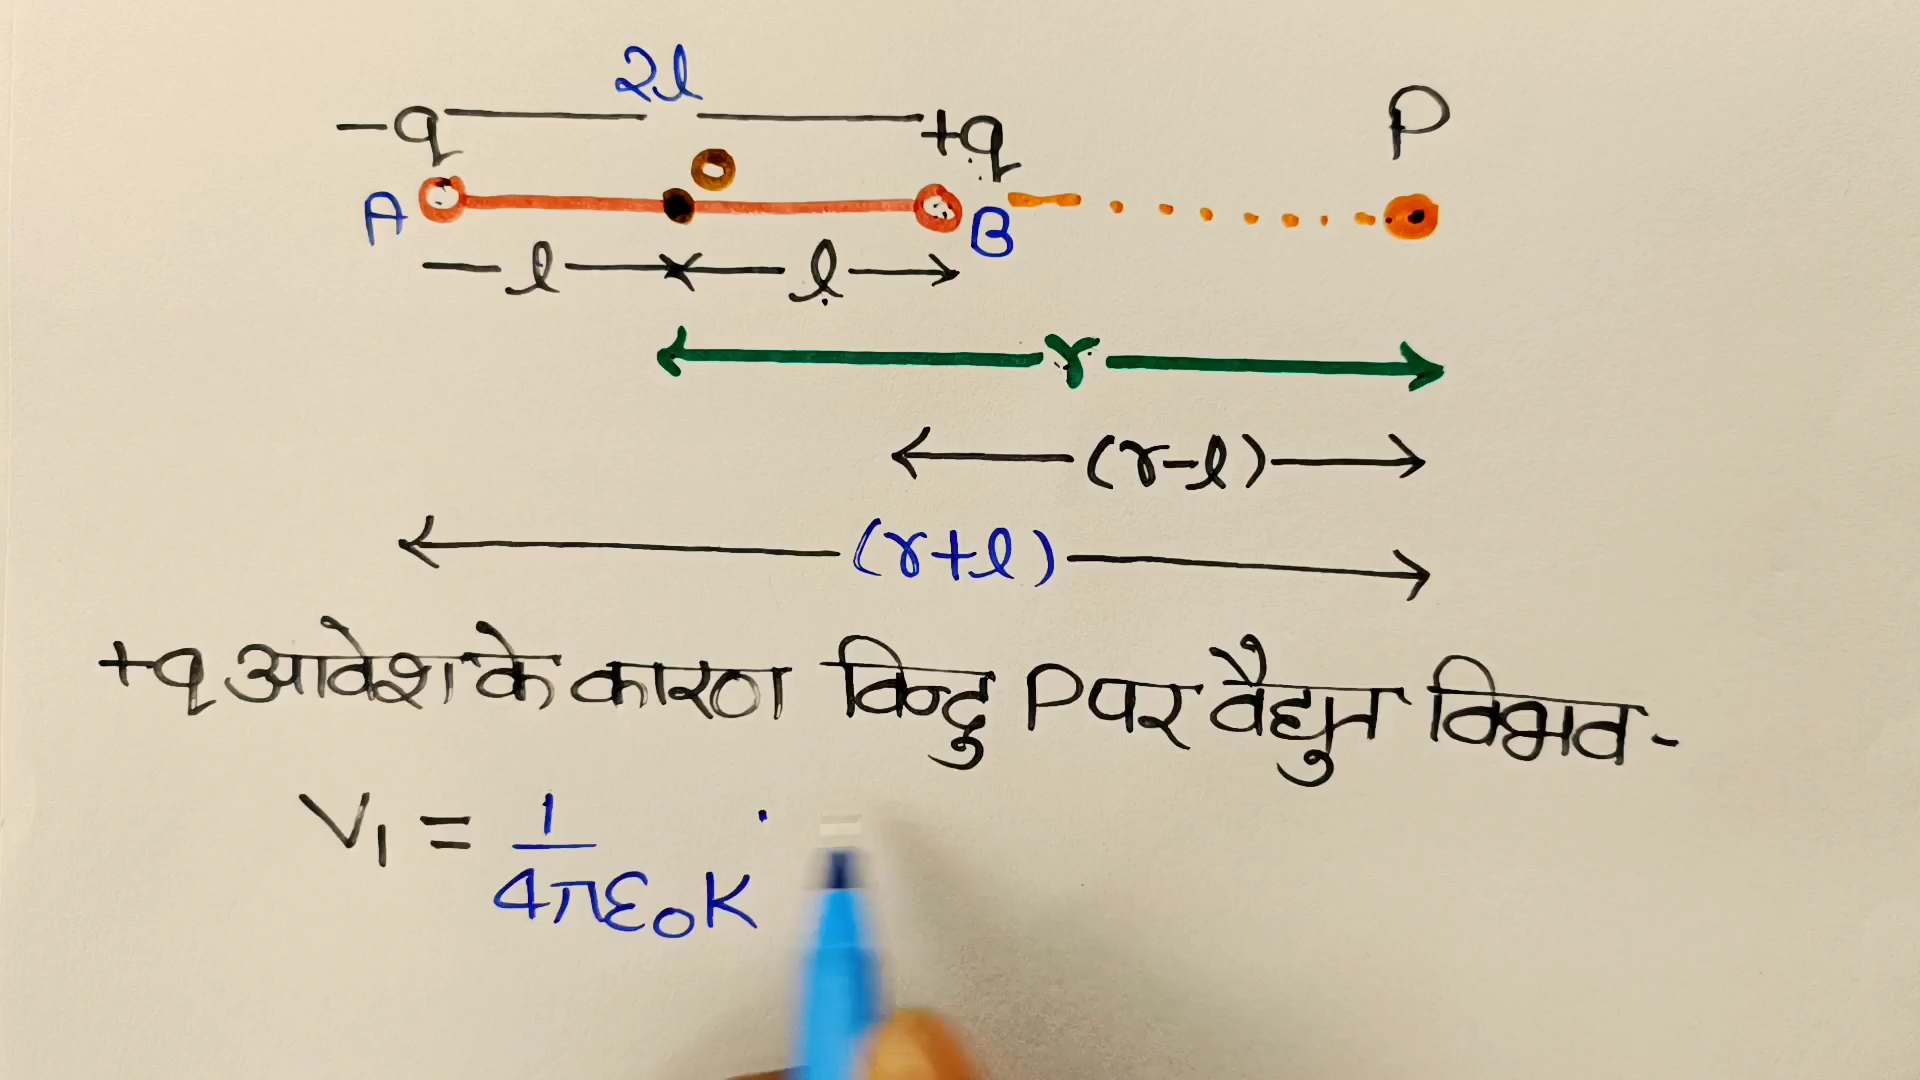 2l
-q +q P
O
A B
l l
r
(r-l)
(r+l)
+q आवेश के कारण बिन्दु P पर वैद्युत विभव -
V₁ = 1/4πε₀K ·